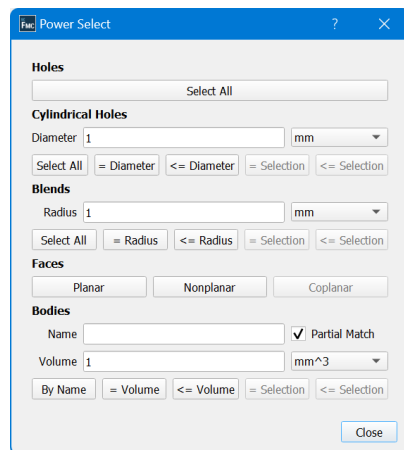 FMC Power Select ? ×
Holes
Select All
Cylindrical Holes
Diameter 1 mm
Select All = Diameter <= Diameter = Selection <= Selection
Blends
Radius 1 mm
Select All = Radius <= Radius = Selection <= Selection
Faces
Planar Nonplanar Coplanar
Bodies
Name Partial Match
Volume 1 mm^3
By Name = Volume <= Volume = Selection <= Selection
Close